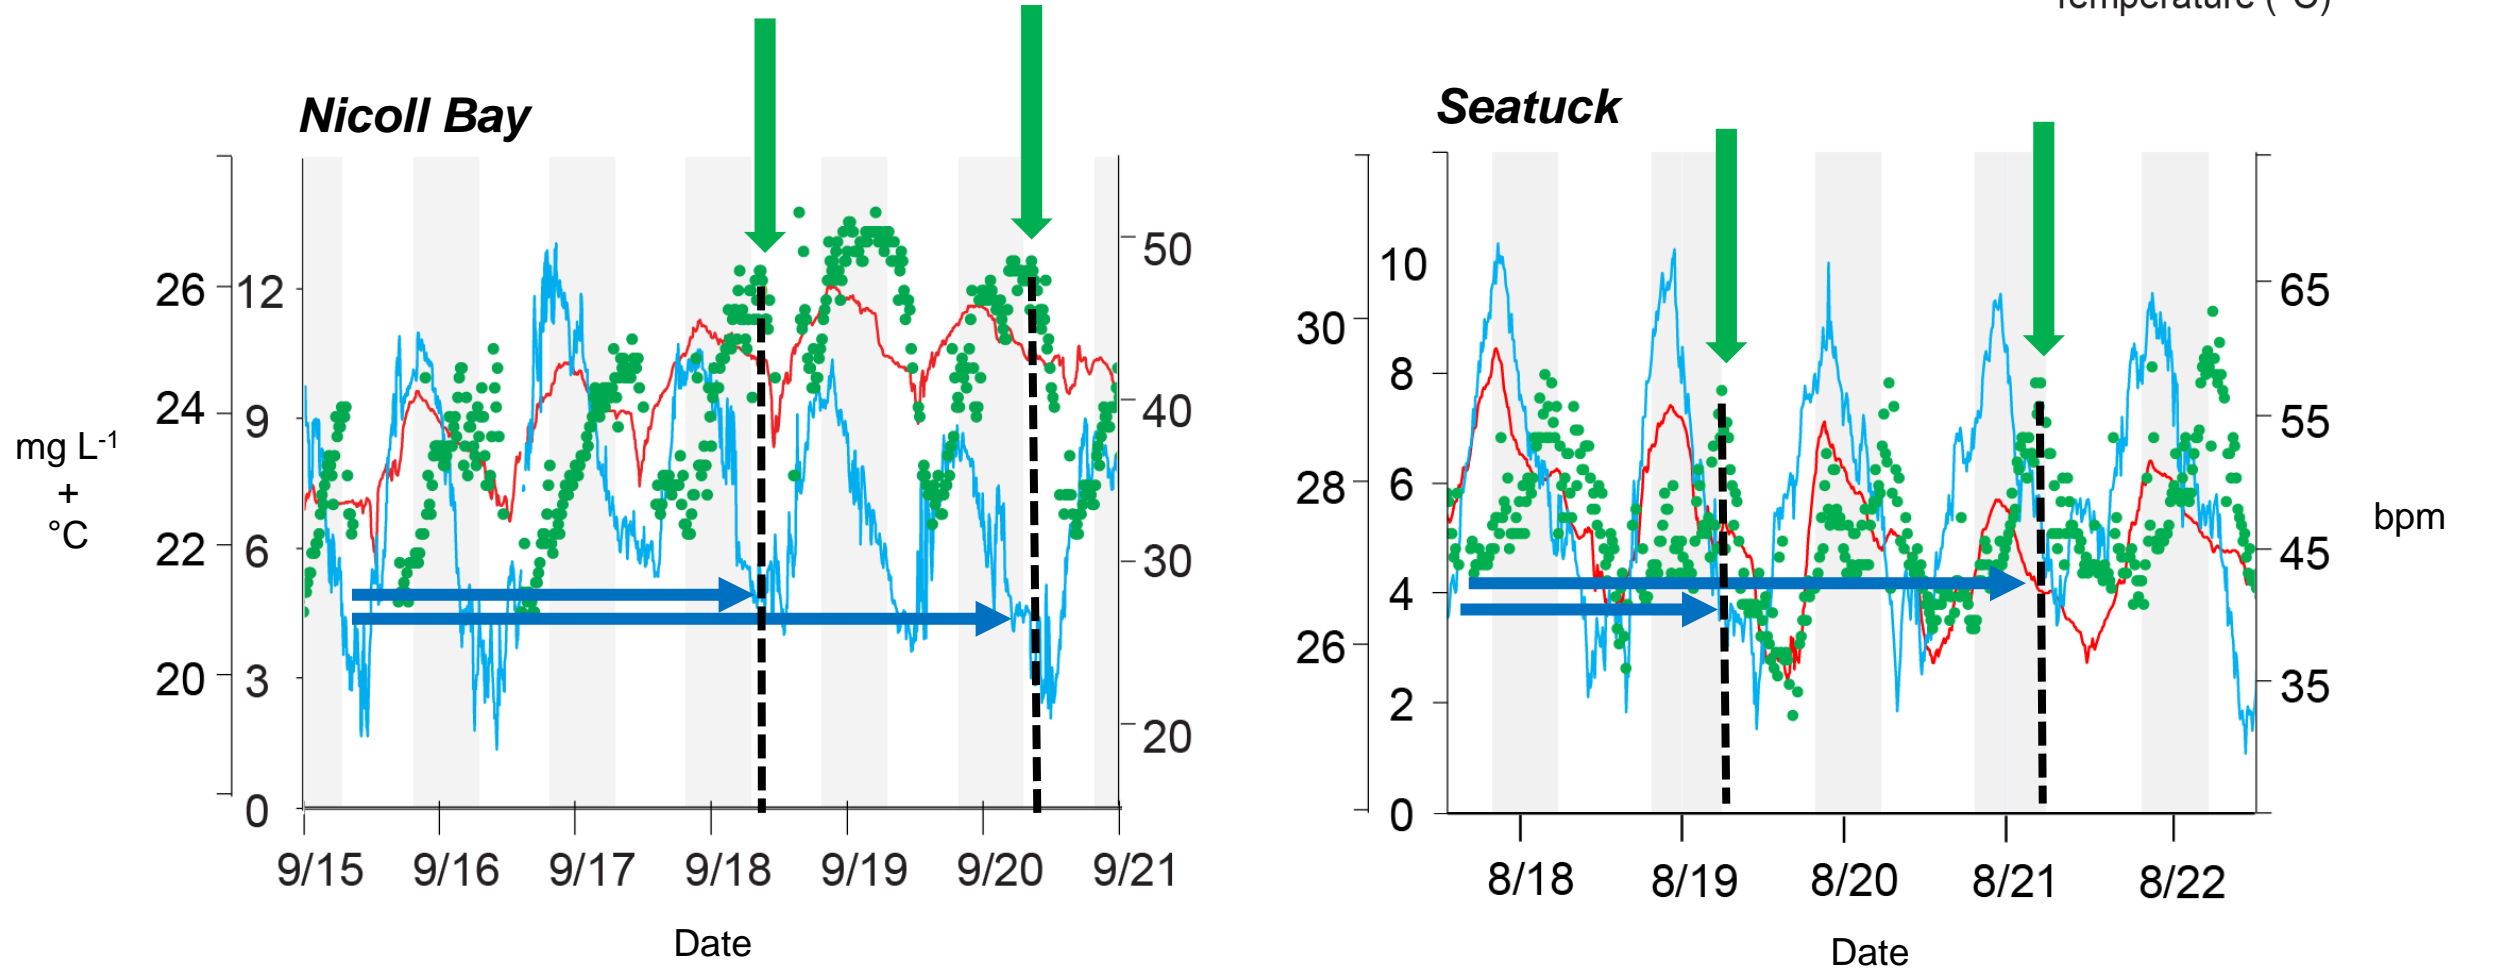 Temperature (°C)
Nicoll Bay
Seatuck
26
24
22
20
12
9
6
3
0
50
40
30
20
mg L-1
+
°C
9/15 9/16 9/17 9/18 9/19 9/20 9/21
Date
30
28
26
10
8
6
4
2
0
65
55
45
35
bpm
8/18 8/19 8/20 8/21 8/22
Date